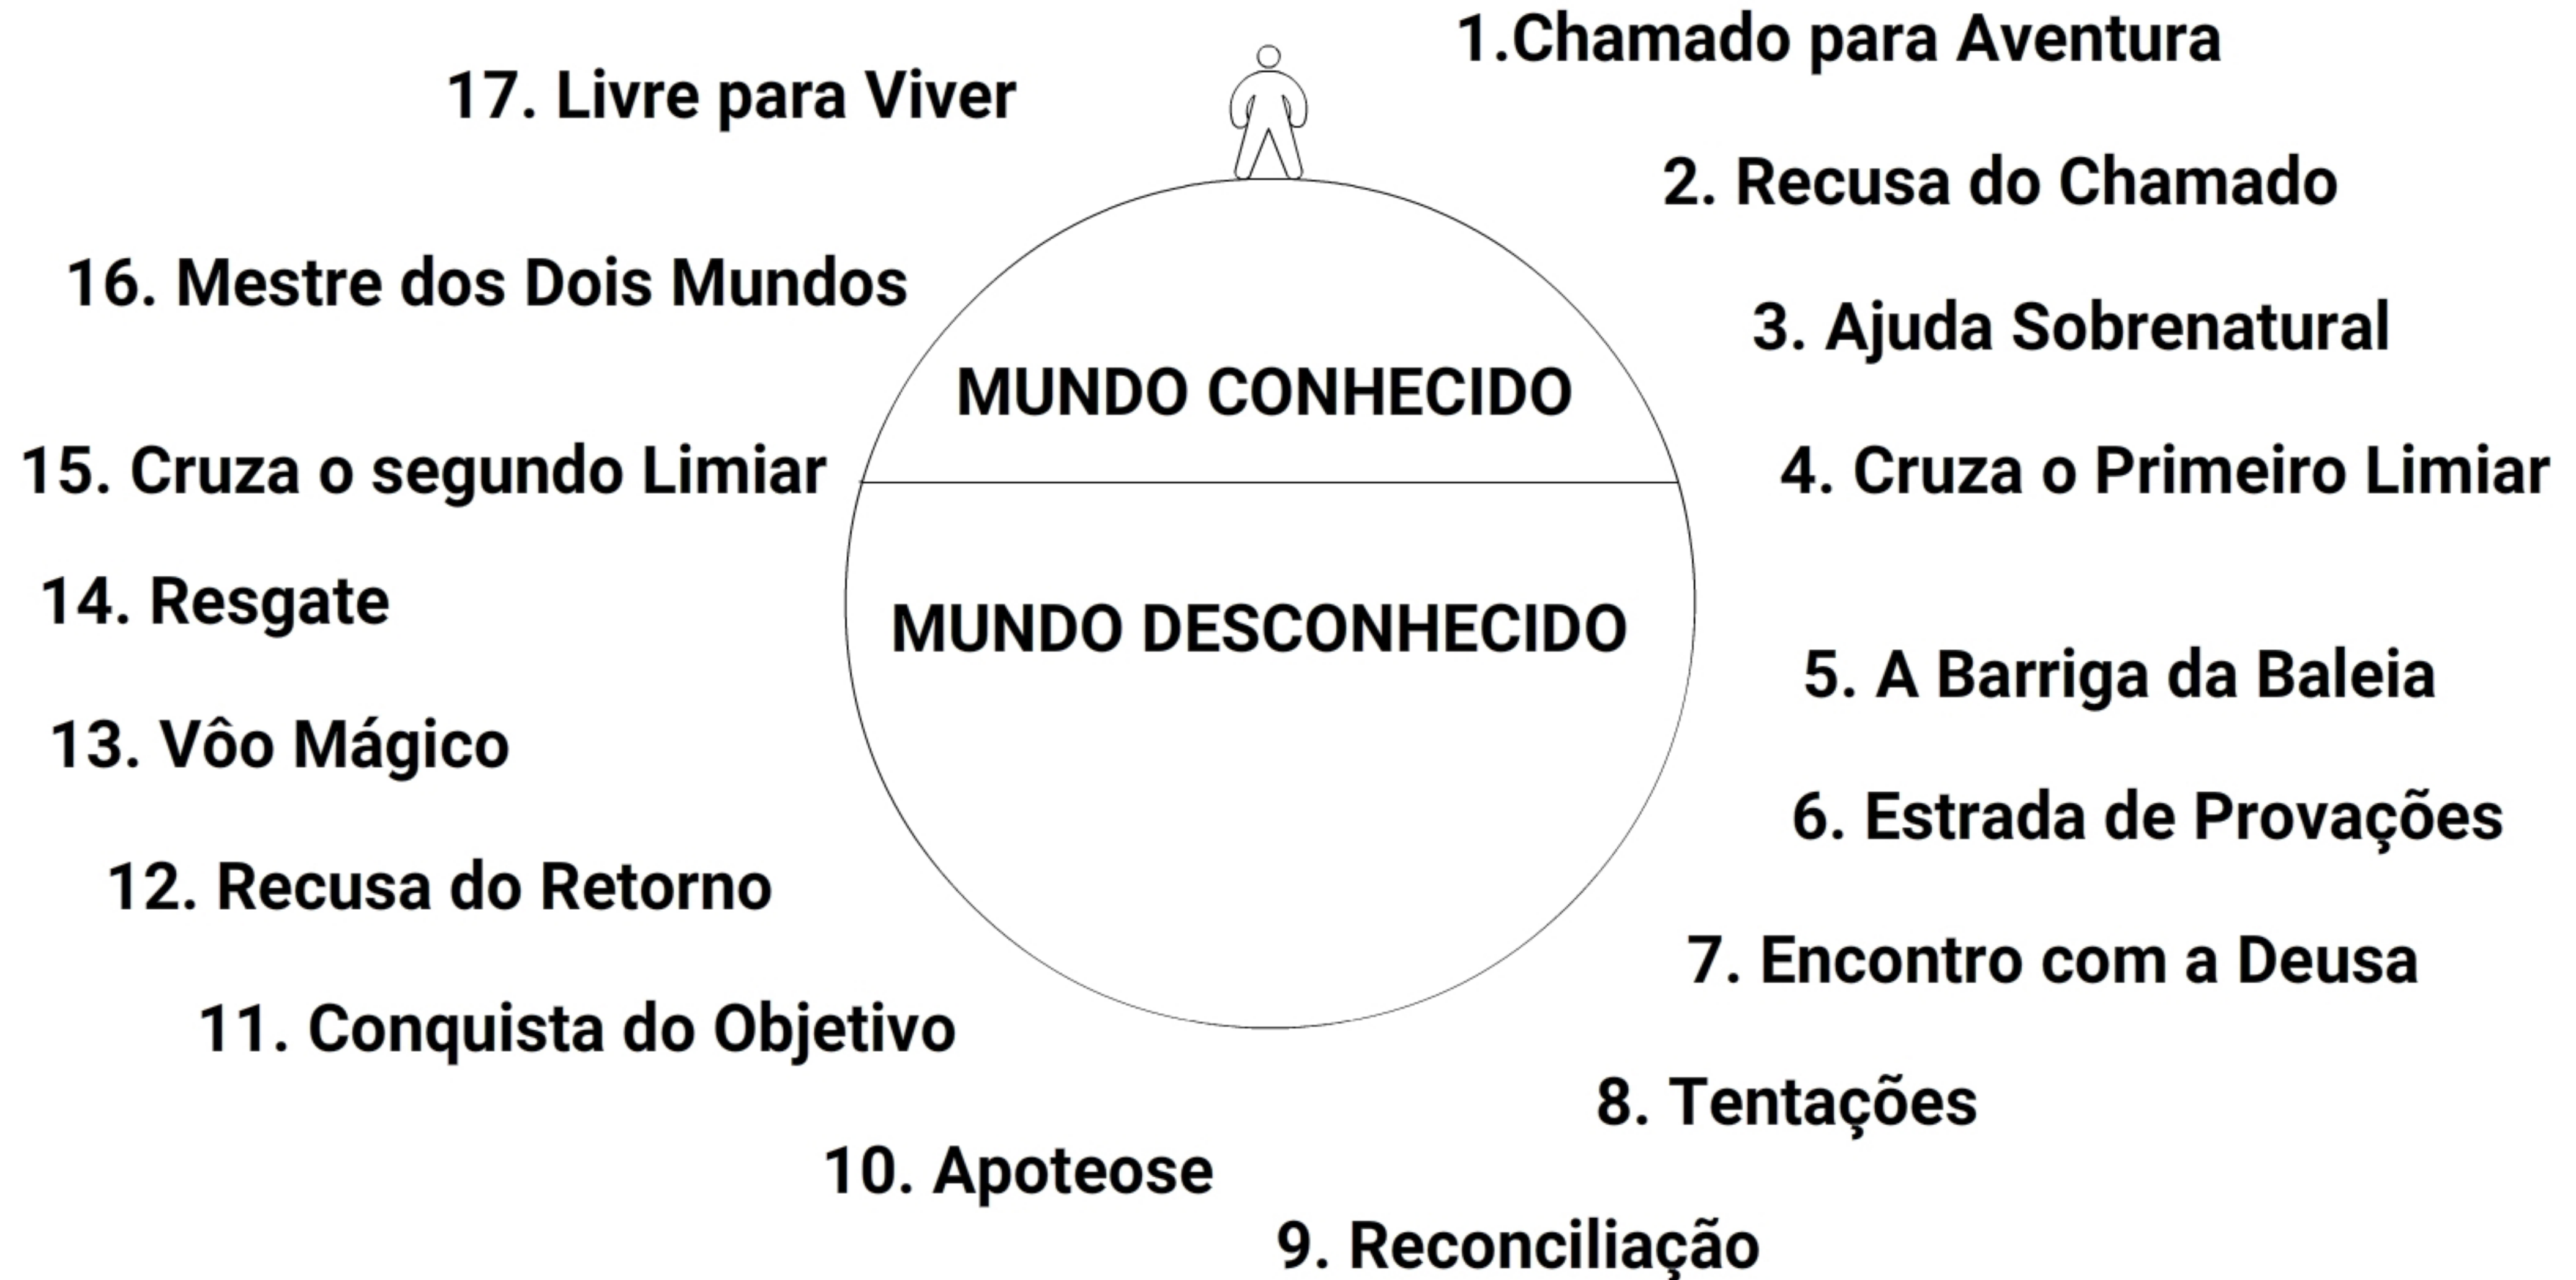 1.Chamado para Aventura
2. Recusa do Chamado
3. Ajuda Sobrenatural
4. Cruza o Primeiro Limiar
5. A Barriga da Baleia
6. Estrada de Provações
7. Encontro com a Deusa
8. Tentações
9. Reconciliação
10. Apoteose
11. Conquista do Objetivo
12. Recusa do Retorno
13. Vôo Mágico
14. Resgate
15. Cruza o segundo Limiar
16. Mestre dos Dois Mundos
17. Livre para Viver
MUNDO CONHECIDO
MUNDO DESCONHECIDO